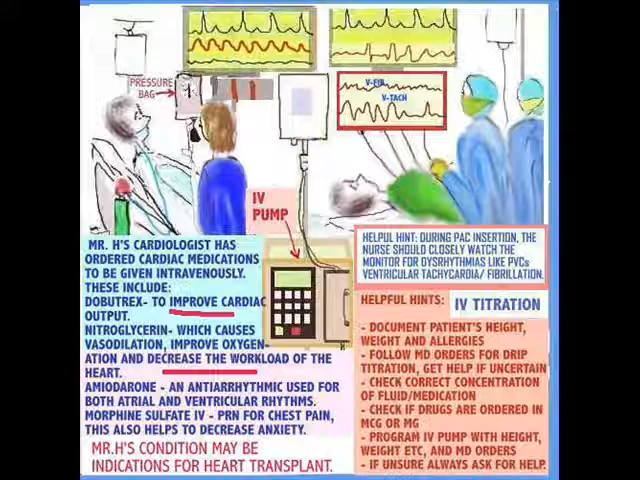 PRESSURE
BAG
V-FIB
V-TACH
IV
PUMP
MR. H'S CARDIOLOGIST HAS
ORDERED CARDIAC MEDICATIONS
TO BE GIVEN INTRAVENOUSLY.
THESE INCLUDE:
DOBUTREX- TO IMPROVE CARDIAC
OUTPUT.
NITROGLYCERIN- WHICH CAUSES
VASODILATION, IMPROVE OXYGEN-
ATION AND DECREASE THE WORKLOAD OF THE
HEART.
AMIODARONE - AN ANTIARRHYTHMIC USED FOR
BOTH ATRIAL AND VENTRICULAR RHYTHMS.
MORPHINE SULFATE IV - PRN FOR CHEST PAIN,
THIS ALSO HELPS TO DECREASE ANXIETY.
MR.H'S CONDITION MAY BE
INDICATIONS FOR HEART TRANSPLANT.
HELPUL HINT: DURING PAC INSERTION, THE
NURSE SHOULD CLOSELY WATCH THE
MONITOR FOR DYSRHYTHMIAS LIKE PVCs
VENTRICULAR TACHYCARDIA/ FIBRILLATION.
HELPFUL HINTS:
IV TITRATION
- DOCUMENT PATIENT'S HEIGHT,
WEIGHT AND ALLERGIES
- FOLLOW MD ORDERS FOR DRIP
TITRATION, GET HELP IF UNCERTAIN
- CHECK CORRECT CONCENTRATION
OF FLUID/MEDICATION
- CHECK IF DRUGS ARE ORDERED IN
MCG OR MG
- PROGRAM IV PUMP WITH HEIGHT,
WEIGHT ETC, AND MD ORDERS
- IF UNSURE ALWAYS ASK FOR HELP.